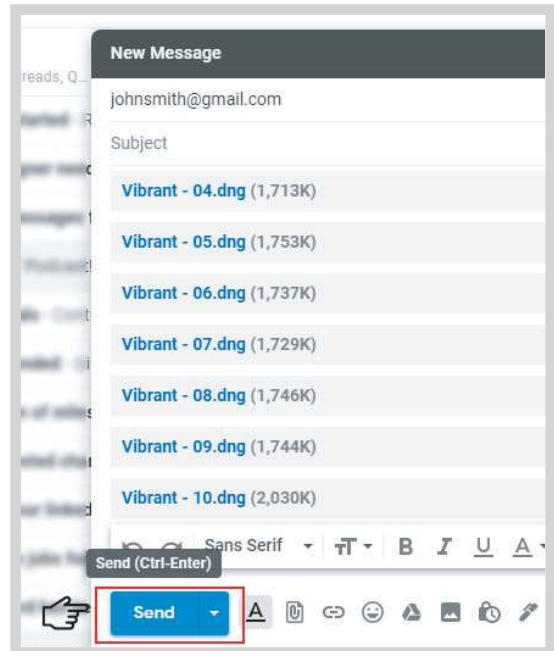 New Message
reads, Q...
johnsmith@gmail.com
Subject
Vibrant - 04.dng (1,713K)
Vibrant - 05.dng (1,753K)
Vibrant - 06.dng (1,737K)
Vibrant - 07.dng (1,729K)
Vibrant - 08.dng (1,746K)
Vibrant - 09.dng (1,744K)
Vibrant - 10.dng (2,030K)
Sans Serif B I U A
Send (Ctrl-Enter)
Send A